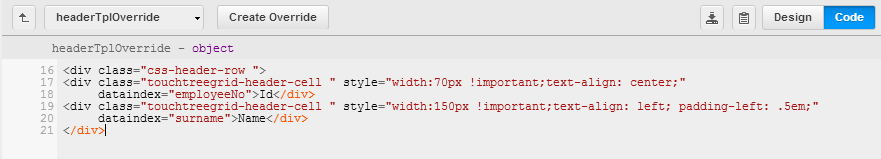 headerTplOverride
Create Override
Design
Code
headerTplOverride – object
16 <div class="css-header-row ">
17 <div class="touchtreegrid-header-cell " style="width:70px !important;text-align: center;"
18 dataindex="employeeNo">Id</div>
19 <div class="touchtreegrid-header-cell " style="width:150px !important;text-align: left; padding-left: .5em;"
20 dataindex="surname">Name</div>
21 </div>